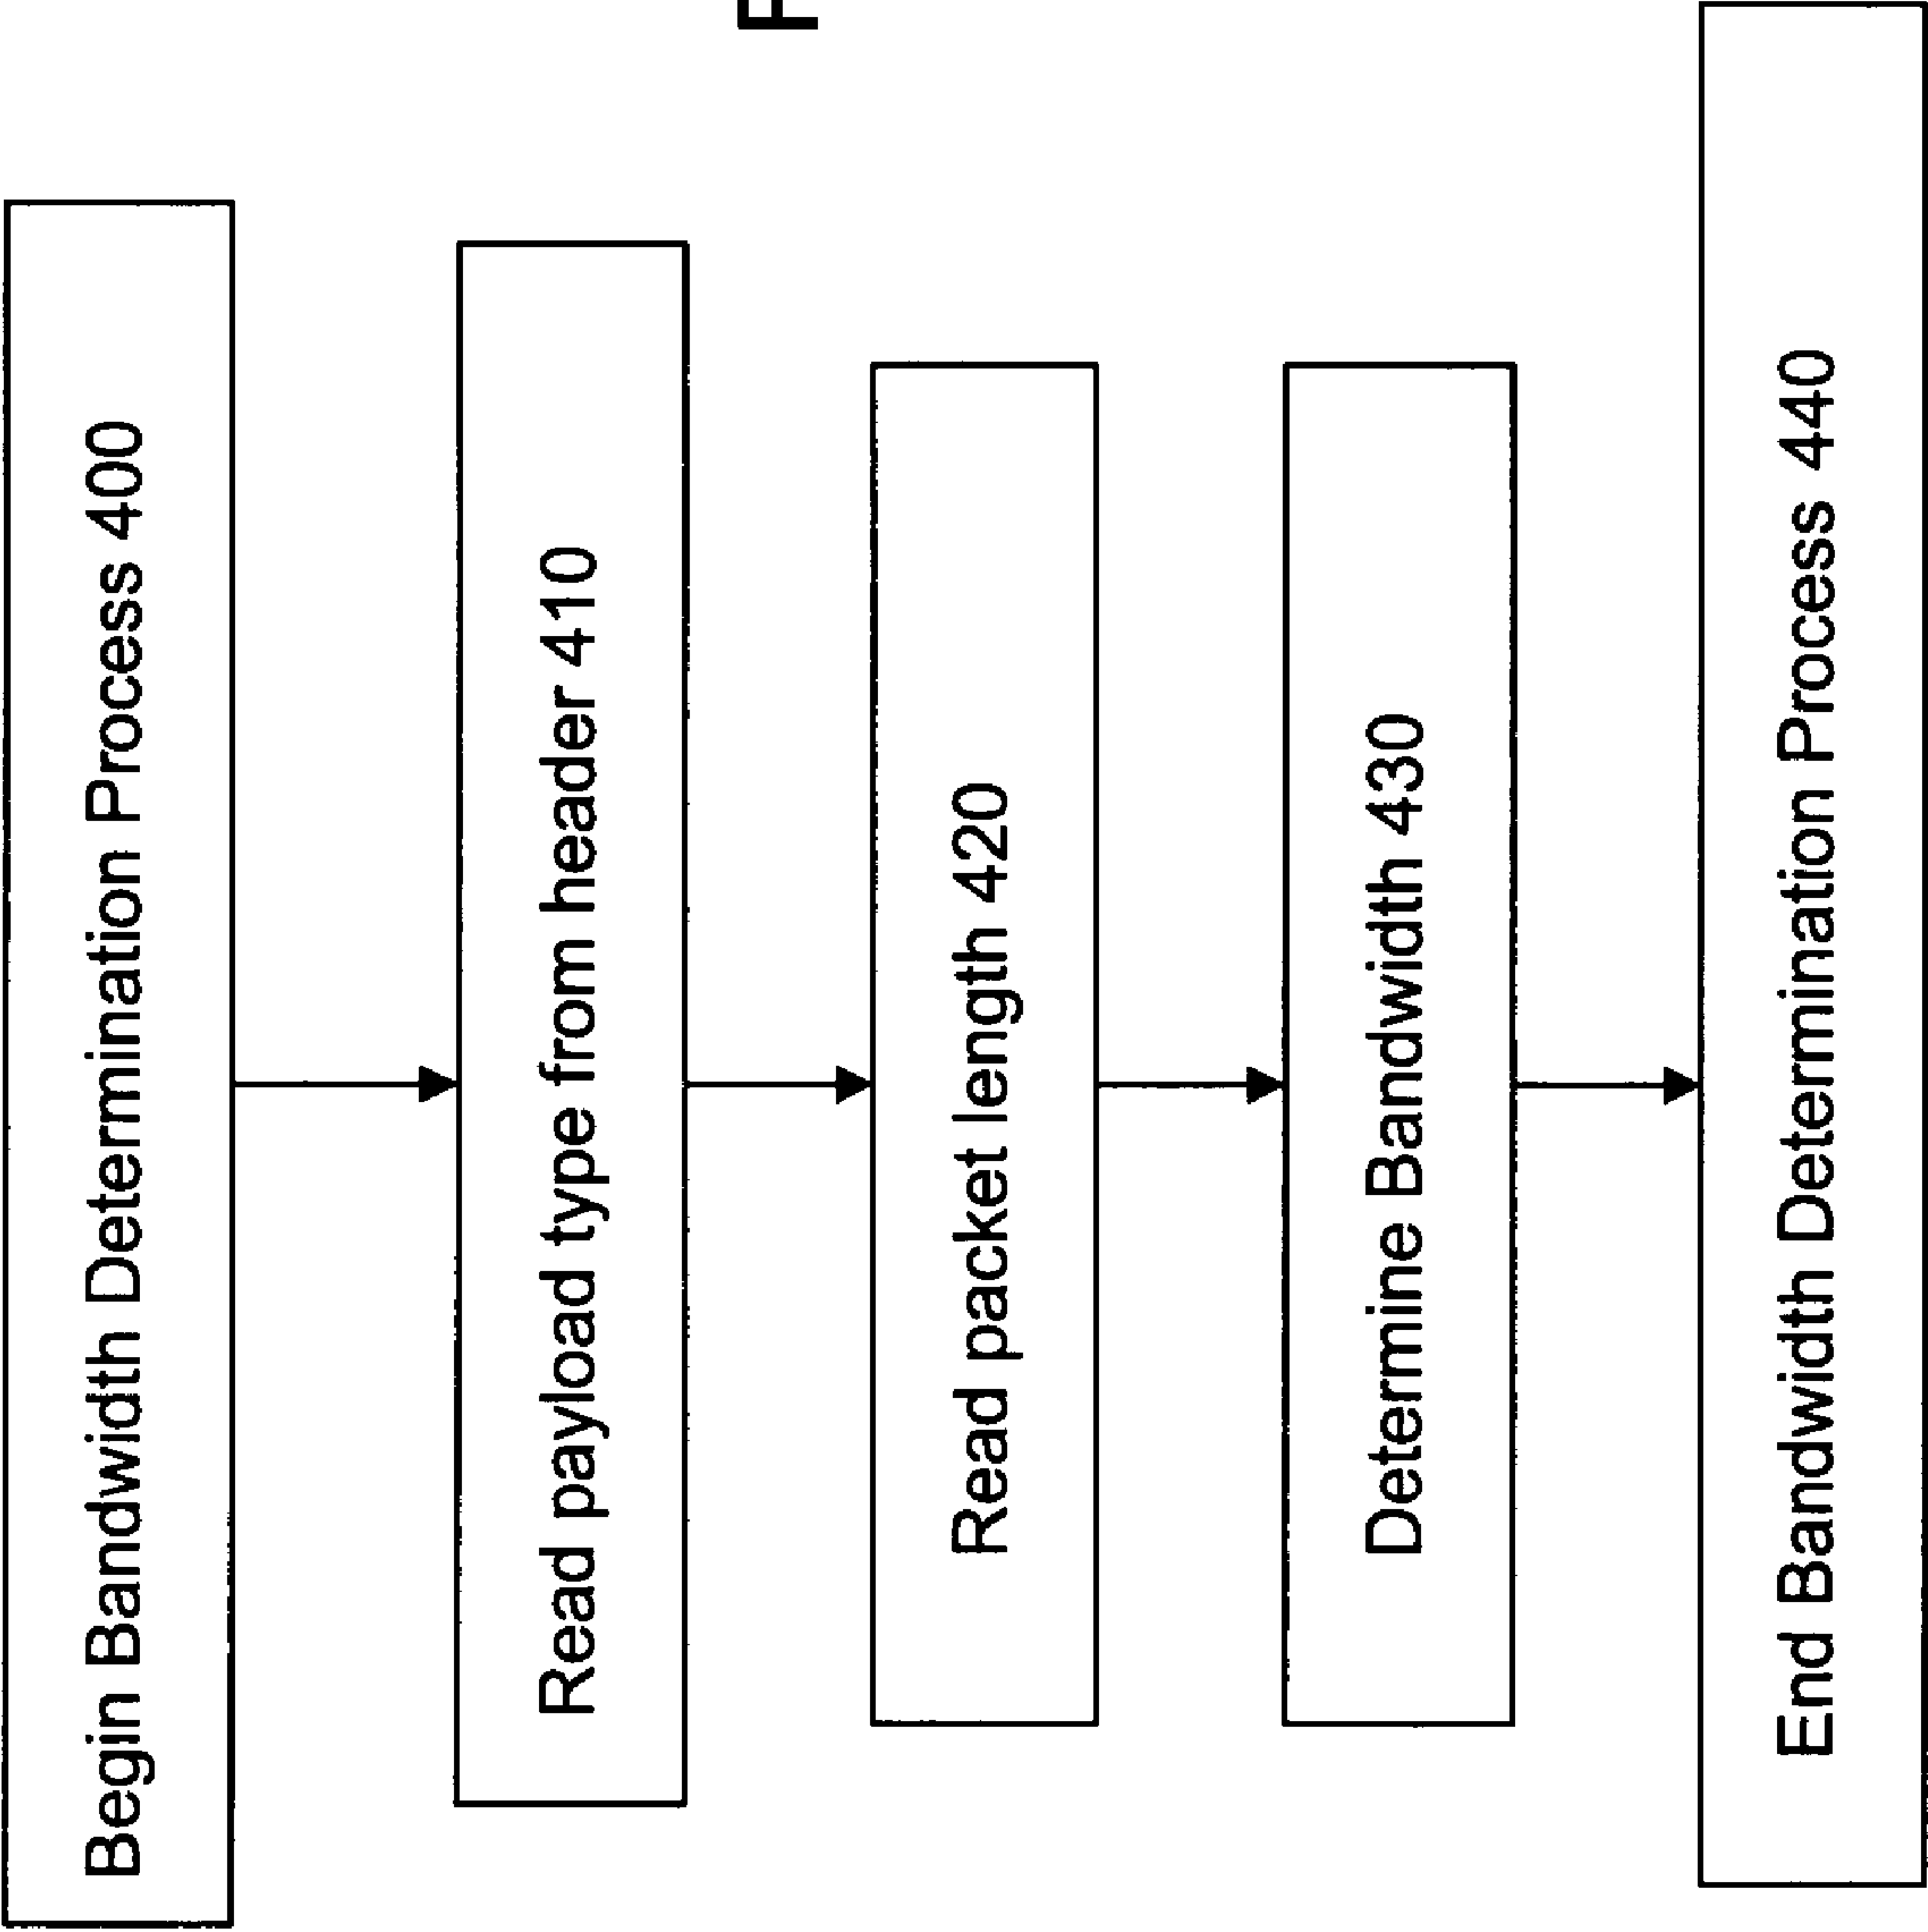 Begin Bandwidth Determination Process 400
Read payload type from header 410
Read packet length 420
Determine Bandwidth 430
End Bandwidth Determination Process 440